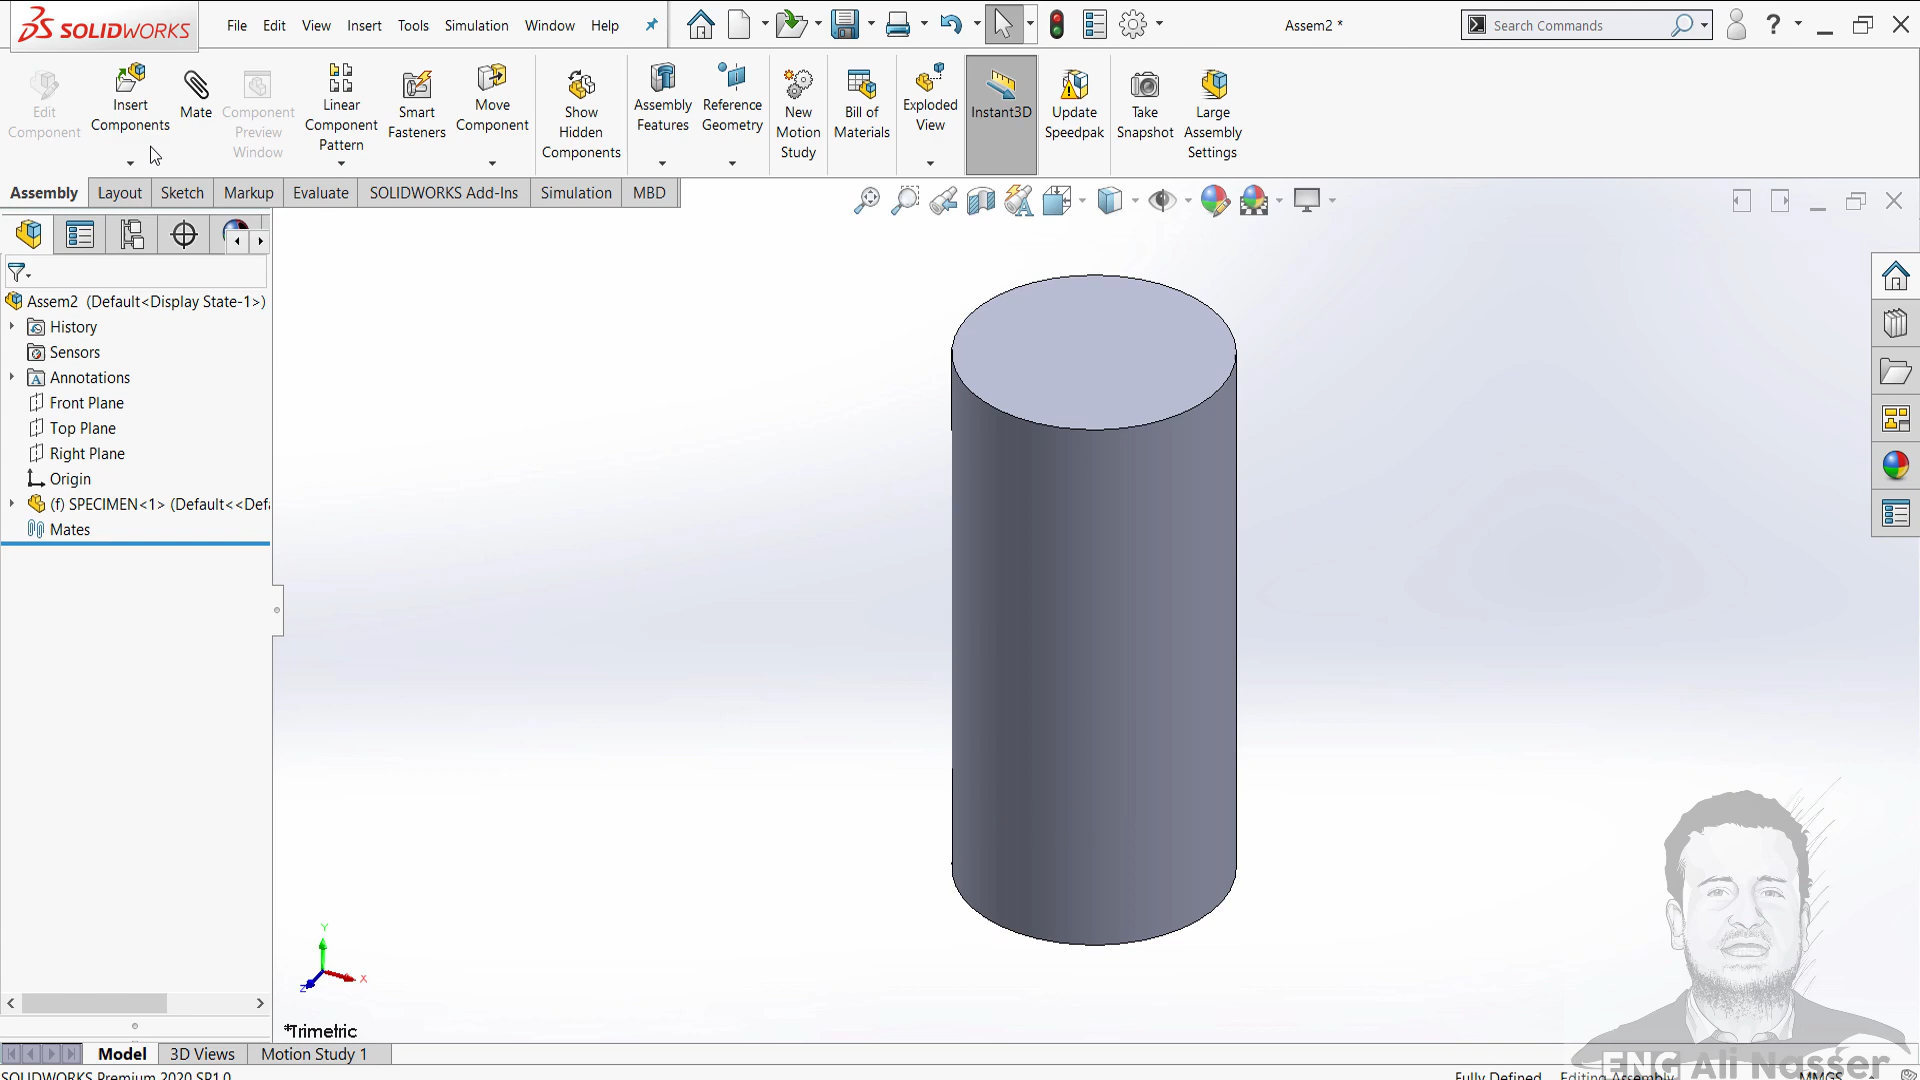 SOLIDWORKS
File Edit View Insert Tools Simulation Window Help
Assem2 *
Search Commands
?
Edit Component
Insert Components
Mate
Component Preview Window
Linear Component Pattern
Smart Fasteners
Move Component
Show Hidden Components
Assembly Features
Reference Geometry
New Motion Study
Bill of Materials
Exploded View
Instant3D
Update Speedpak
Take Snapshot
Large Assembly Settings
Assembly Layout Sketch Markup Evaluate SOLIDWORKS Add-Ins Simulation MBD
Assem2 (Default<Display State-1>)
History
Sensors
Annotations
Front Plane
Top Plane
Right Plane
Origin
(f) SPECIMEN<1> (Default<<Def
Mates
Y
X
Z
*Trimetric
Model 3D Views Motion Study 1
SOLIDWORKS Premium 2020 SP1.0
Fully Defined Editing Assembly MMGS
ENG Ali Nasser